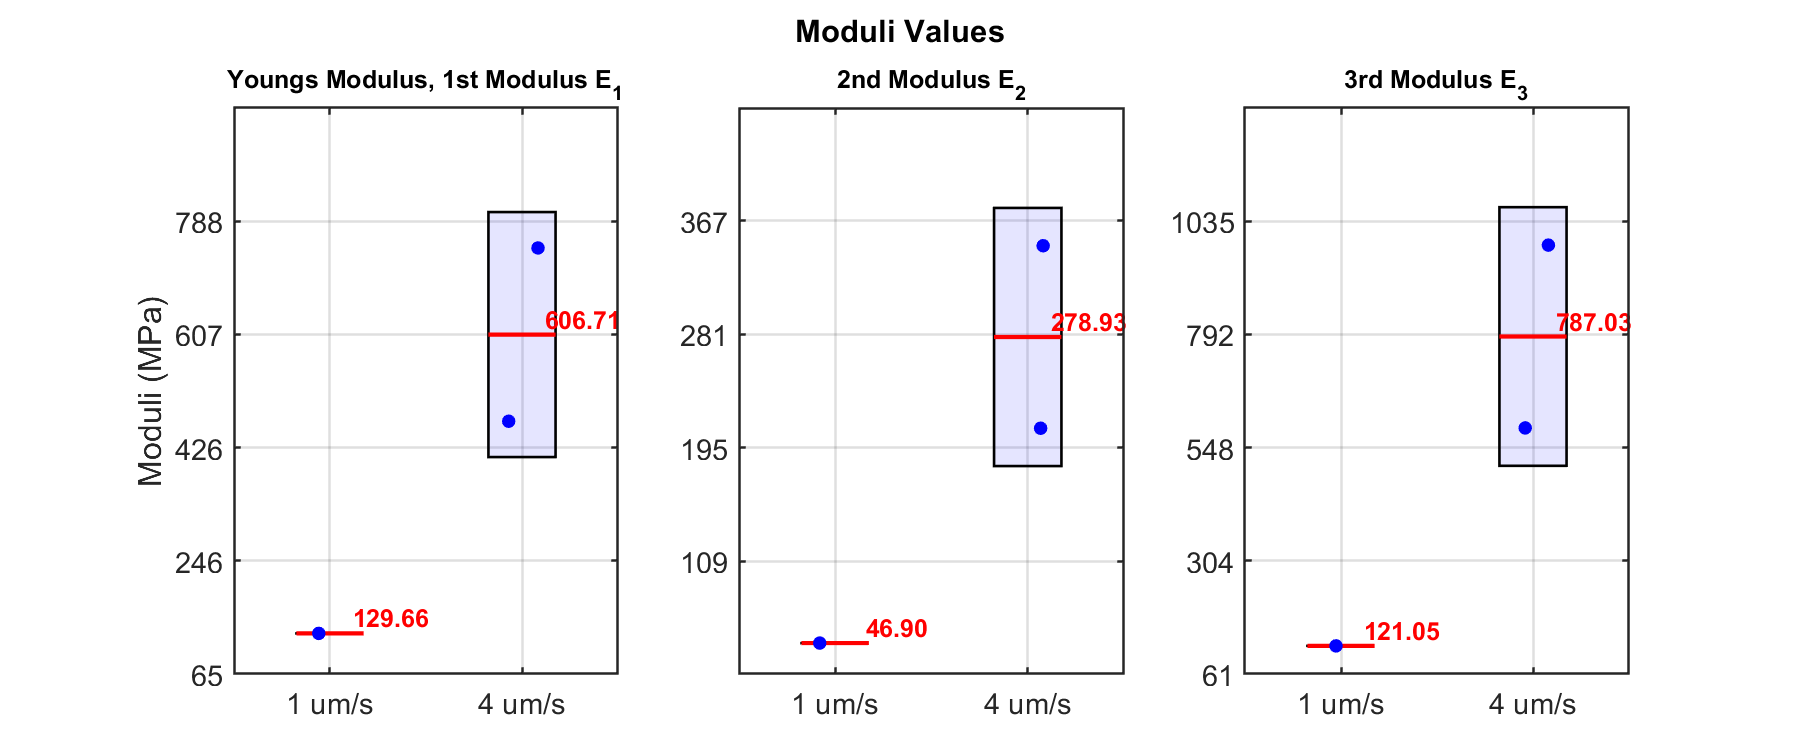 Moduli Values
Youngs Modulus, 1st Modulus E1
2nd Modulus E2
3rd Modulus E3
Moduli (MPa)
788
607
426
246
65
606.71
129.66
1 um/s
4 um/s
367
281
195
109
278.93
46.90
1 um/s
4 um/s
1035
792
548
304
61
787.03
121.05
1 um/s
4 um/s